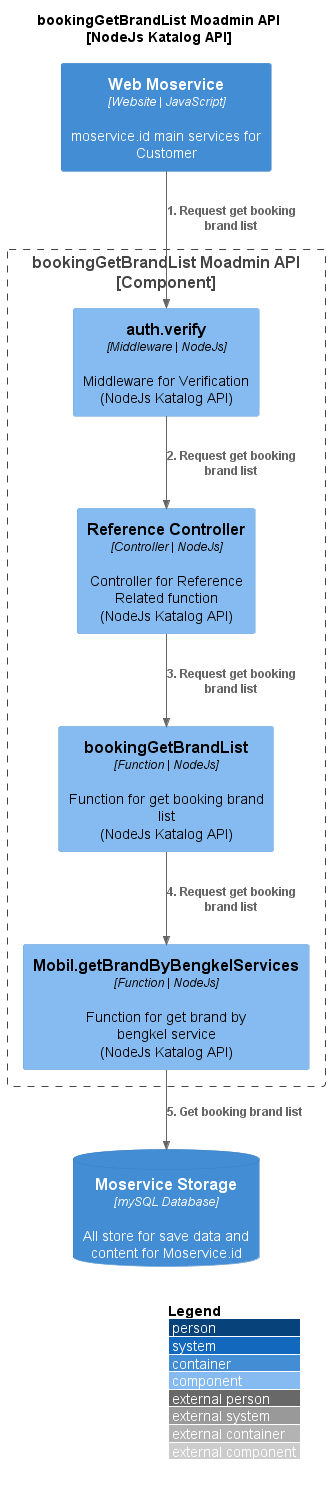 bookingGetBrandList Moadmin API
[NodeJs Katalog API]
Web Moservice
[Website | JavaScript]
moservice.id main services for
Customer
1. Request get booking
brand list
bookingGetBrandList Moadmin API
[Component]
auth.verify
[Middleware | NodeJs]
Middleware for Verification
(NodeJs Katalog API)
2. Request get booking
brand list
Reference Controller
[Controller | NodeJs]
Controller for Reference
Related function
(NodeJs Katalog API)
3. Request get booking
brand list
bookingGetBrandList
[Function | NodeJs]
Function for get booking brand
list
(NodeJs Katalog API)
4. Request get booking
brand list
Mobil.getBrandByBengkelServices
[Function | NodeJs]
Function for get brand by
bengkel service
(NodeJs Katalog API)
5. Get booking brand list
Moservice Storage
[mySQL Database]
All store for save data and
content for Moservice.id
Legend
person
system
container
component
external person
external system
external container
external component